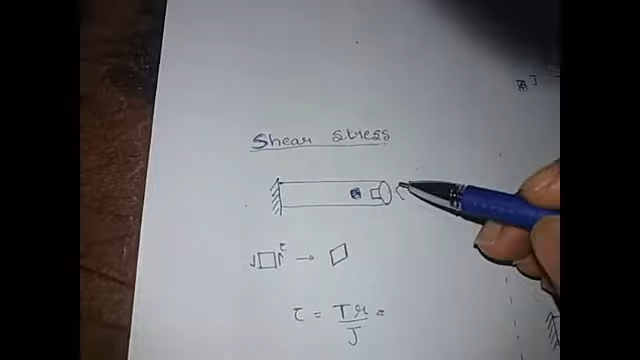 J
Shear stress
τ
τ = Tr/J =